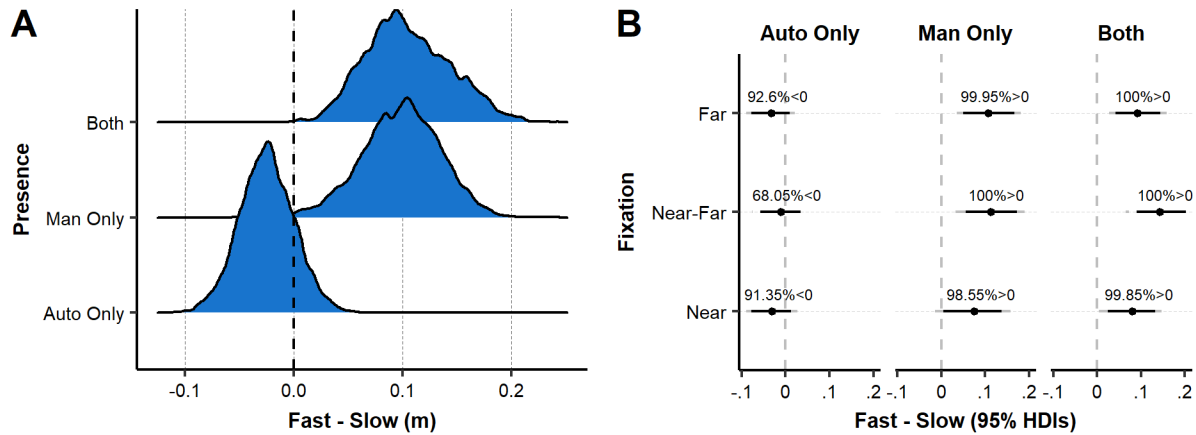 A
Presence
Both
Man Only
Auto Only
-0.1 0.0 0.1 0.2
Fast - Slow (m)
B
Auto Only Man Only Both
Fixation
Far
92.6%<0 99.95%>0 100%>0
Near-Far
68.05%<0 100%>0 100%>0
Near
91.35%<0 98.55%>0 99.85%>0
-.1 0 .1 .2 -.1 0 .1 .2 -.1 0 .1 .2
Fast - Slow (95% HDIs)